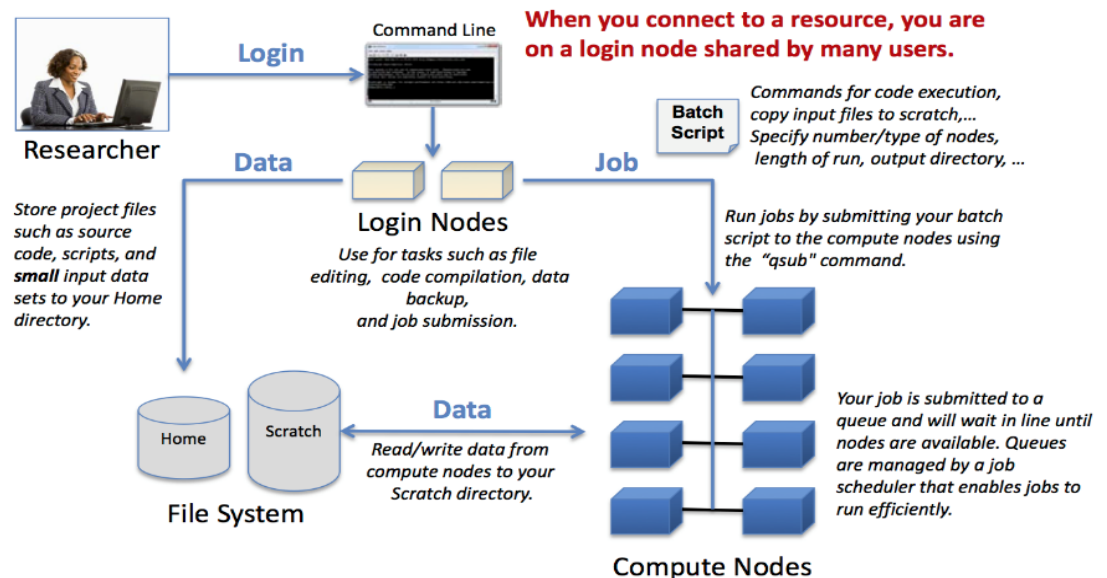 When you connect to a resource, you are
on a login node shared by many users.
Command Line
Login
Researcher
Batch
Script
Commands for code execution,
copy input files to scratch,...
Specify number/type of nodes,
length of run, output directory, ...
Data
Job
Login Nodes
Use for tasks such as file
editing, code compilation, data
backup,
and job submission.
Store project files
such as source
code, scripts, and
small input data
sets to your Home
directory.
Run jobs by submitting your batch
script to the compute nodes using
the “qsub" command.
Home
Scratch
File System
Data
Read/write data from
compute nodes to your
Scratch directory.
Your job is submitted to a
queue and will wait in line until
nodes are available. Queues
are managed by a job
scheduler that enables jobs to
run efficiently.
Compute Nodes